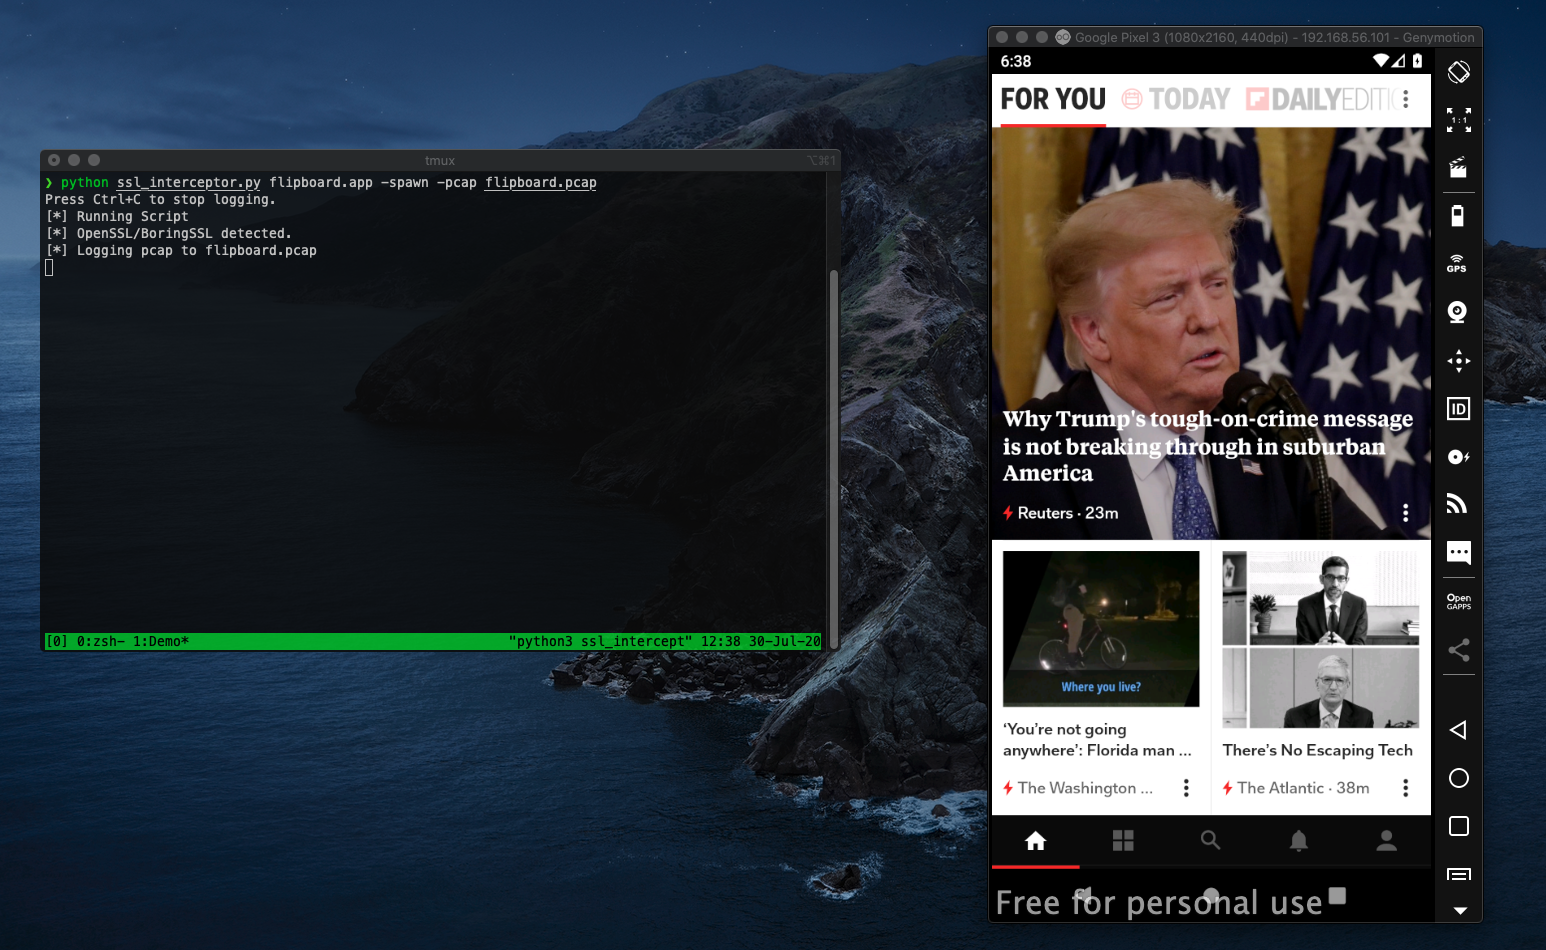 tmux
⌥⌘1
❯ python ssl_interceptor.py flipboard.app -spawn -pcap flipboard.pcap
Press Ctrl+C to stop logging.
[*] Running Script
[*] OpenSSL/BoringSSL detected.
[*] Logging pcap to flipboard.pcap
[0] 0:zsh- 1:Demo* "python3 ssl_intercept" 12:38 30-Jul-20
Google Pixel 3 (1080x2160, 440dpi) - 192.168.56.101 - Genymotion
6:38
FOR YOU TODAY DAILYEDITIO
Why Trump's tough-on-crime message
is not breaking through in suburban
America
Reuters · 23m
Where you live?
‘You’re not going
anywhere’: Florida man ...
The Washington ...
There’s No Escaping Tech
The Atlantic · 38m
Free for personal use
1 : 1
GPS
ID
Open
GAPPS